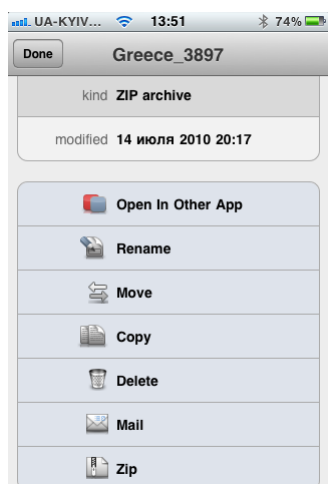 UA-KYIV... 13:51 74%
Done Greece_3897
kind ZIP archive
modified 14 июля 2010 20:17
Open In Other App
Rename
Move
Copy
Delete
Mail
Zip